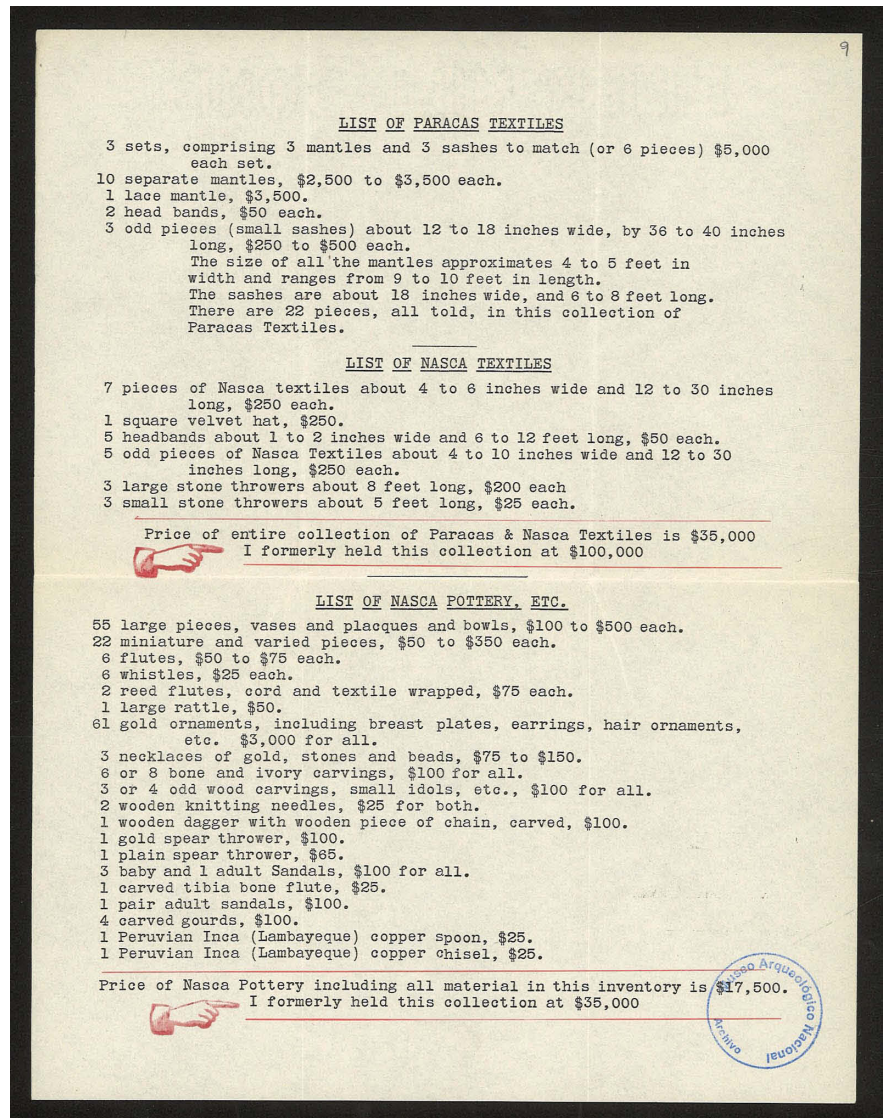 9
LIST OF PARACAS TEXTILES
3 sets, comprising 3 mantles and 3 sashes to match (or 6 pieces) $5,000
each set.
10 separate mantles, $2,500 to $3,500 each.
1 lace mantle, $3,500.
2 head bands, $50 each.
3 odd pieces (small sashes) about 12 to 18 inches wide, by 36 to 40 inches
long, $250 to $500 each.
The size of all the mantles approximates 4 to 5 feet in
width and ranges from 9 to 10 feet in length.
The sashes are about 18 inches wide, and 6 to 8 feet long.
There are 22 pieces, all told, in this collection of
Paracas Textiles.
LIST OF NASCA TEXTILES
7 pieces of Nasca textiles about 4 to 6 inches wide and 12 to 30 inches
long, $250 each.
1 square velvet hat, $250.
5 headbands about 1 to 2 inches wide and 6 to 12 feet long, $50 each.
5 odd pieces of Nasca Textiles about 4 to 10 inches wide and 12 to 30
inches long, $250 each.
3 large stone throwers about 8 feet long, $200 each
3 small stone throwers about 5 feet long, $25 each.
Price of entire collection of Paracas & Nasca Textiles is $35,000
I formerly held this collection at $100,000
LIST OF NASCA POTTERY, ETC.
55 large pieces, vases and placques and bowls, $100 to $500 each.
22 miniature and varied pieces, $50 to $350 each.
6 flutes, $50 to $75 each.
6 whistles, $25 each.
2 reed flutes, cord and textile wrapped, $75 each.
1 large rattle, $50.
61 gold ornaments, including breast plates, earrings, hair ornaments,
etc. $3,000 for all.
3 necklaces of gold, stones and beads, $75 to $150.
6 or 8 bone and ivory carvings, $100 for all.
3 or 4 odd wood carvings, small idols, etc., $100 for all.
2 wooden knitting needles, $25 for both.
1 wooden dagger with wooden piece of chain, carved, $100.
1 gold spear thrower, $100.
1 plain spear thrower, $65.
3 baby and 1 adult Sandals, $100 for all.
1 carved tibia bone flute, $25.
1 pair adult sandals, $100.
4 carved gourds, $100.
1 Peruvian Inca (Lambayeque) copper spoon, $25.
1 Peruvian Inca (Lambayeque) copper chisel, $25.
Price of Nasca Pottery including all material in this inventory is $17,500.
I formerly held this collection at $35,000
Museo Arqueológico Nacional
Archivo